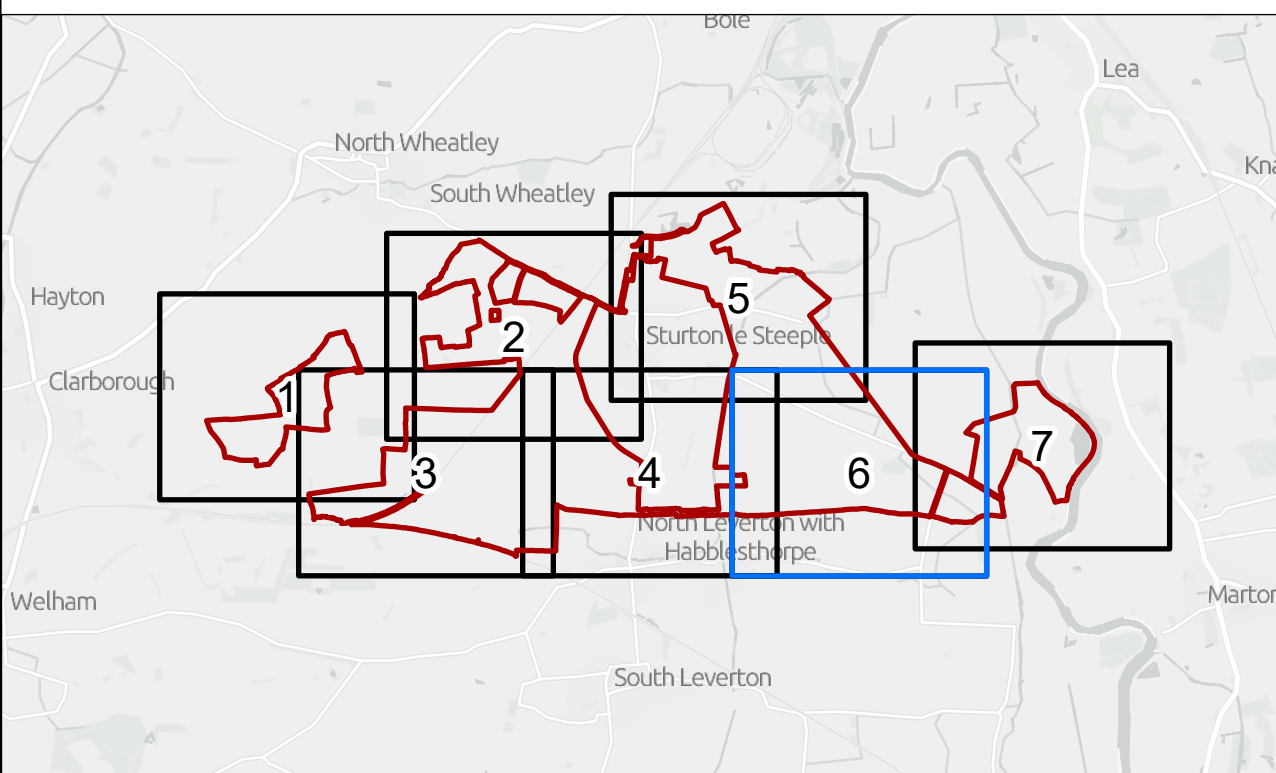 Bole
Lea
North Wheatley
Kna
South Wheatley
Hayton
5
Sturton le Steeple
2
Clarborough
1
7
3
4
6
North Leverton with
Habblesthorpe
Welham
Marton
South Leverton